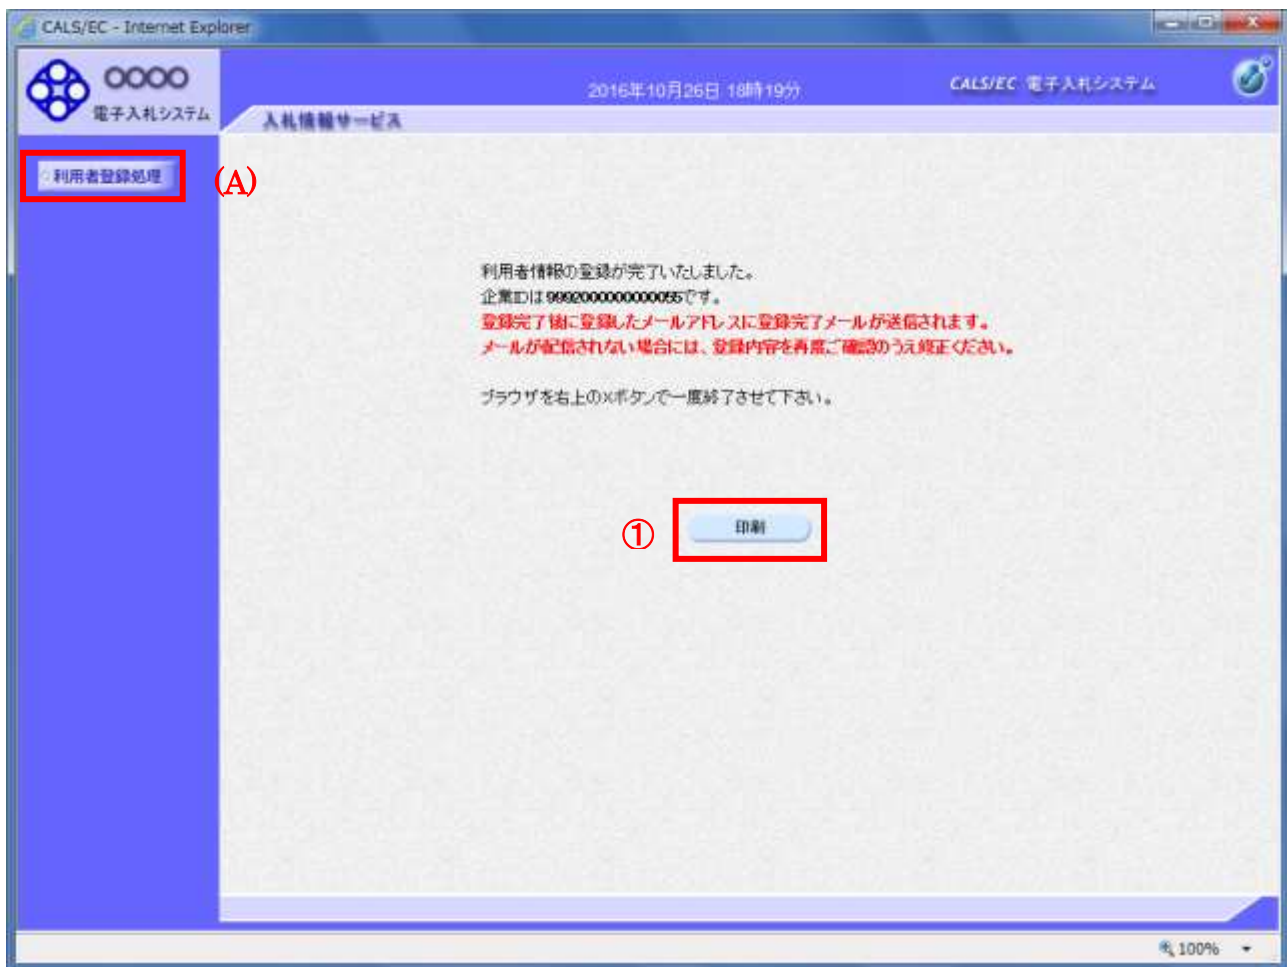 CALS/EC - Internet Explorer
○○○○
電子入札システム
2016年10月26日 18時19分
CALS/EC 電子入札システム
入札情報サービス
利用者登録処理
(A)
利用者情報の登録が完了いたしました。
企業IDは9992000000000055です。
登録完了後に登録したメールアドレスに登録完了メールが送信されます。
メールが配信されない場合には、登録内容を再度ご確認のうえ修正ください。
ブラウザを右上の×ボタンで一度終了させて下さい。
①
印刷
100%